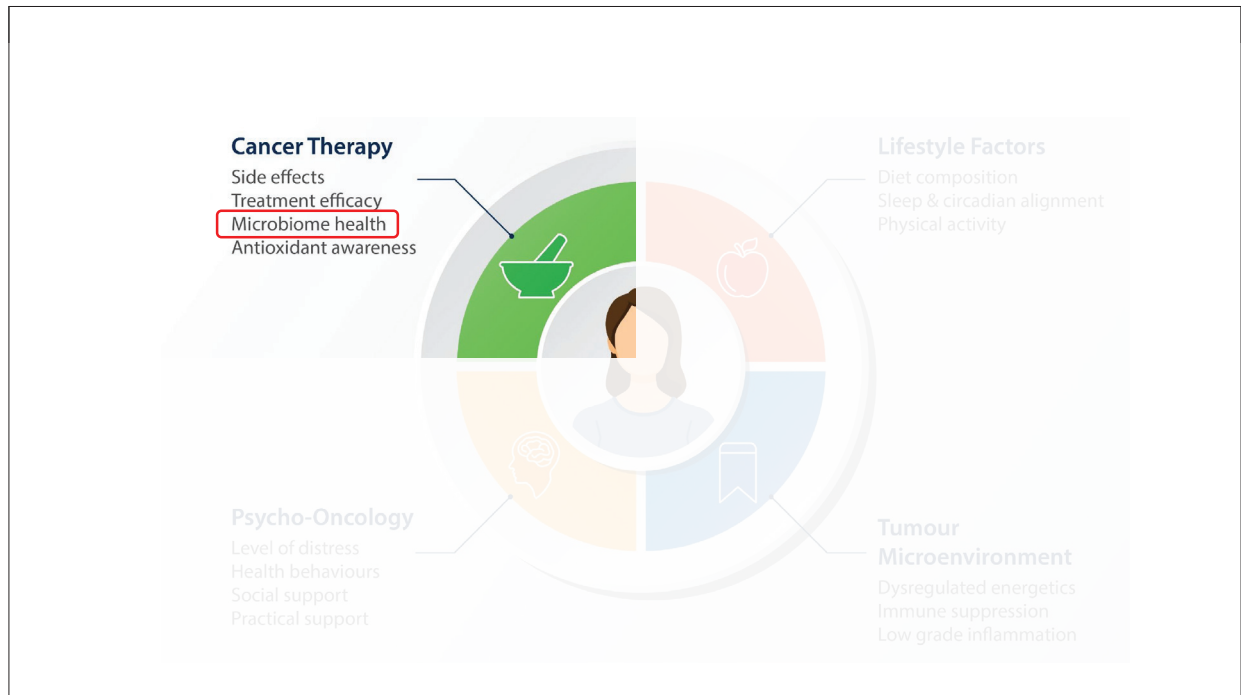 Cancer Therapy
Side effects
Treatment efficacy
Microbiome health
Antioxidant awareness
Lifestyle Factors
Diet composition
Sleep & circadian alignment
Physical activity
Psycho-Oncology
Level of distress
Health behaviours
Social support
Practical support
Tumour
Microenvironment
Dysregulated energetics
Immune suppression
Low grade inflammation